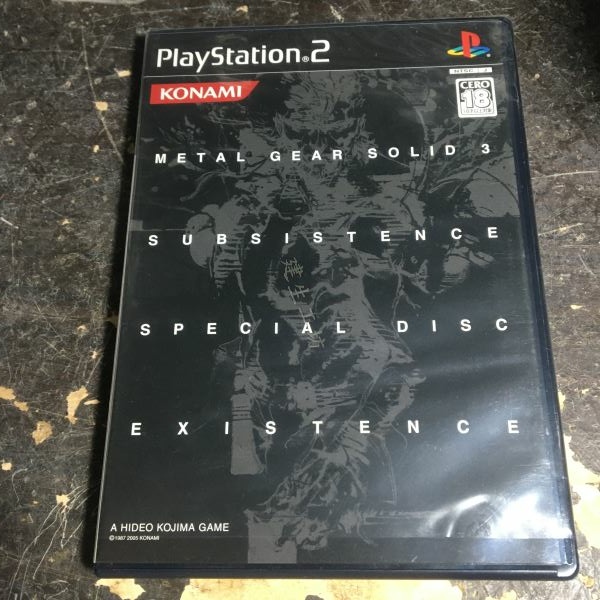 PlayStation®2
NTSC J
KONAMI
CERO
18
METAL GEAR SOLID 3
SUBSISTENCE
SPECIAL DISC
EXISTENCE
A HIDEO KOJIMA GAME
©1987 2005 KONAMI